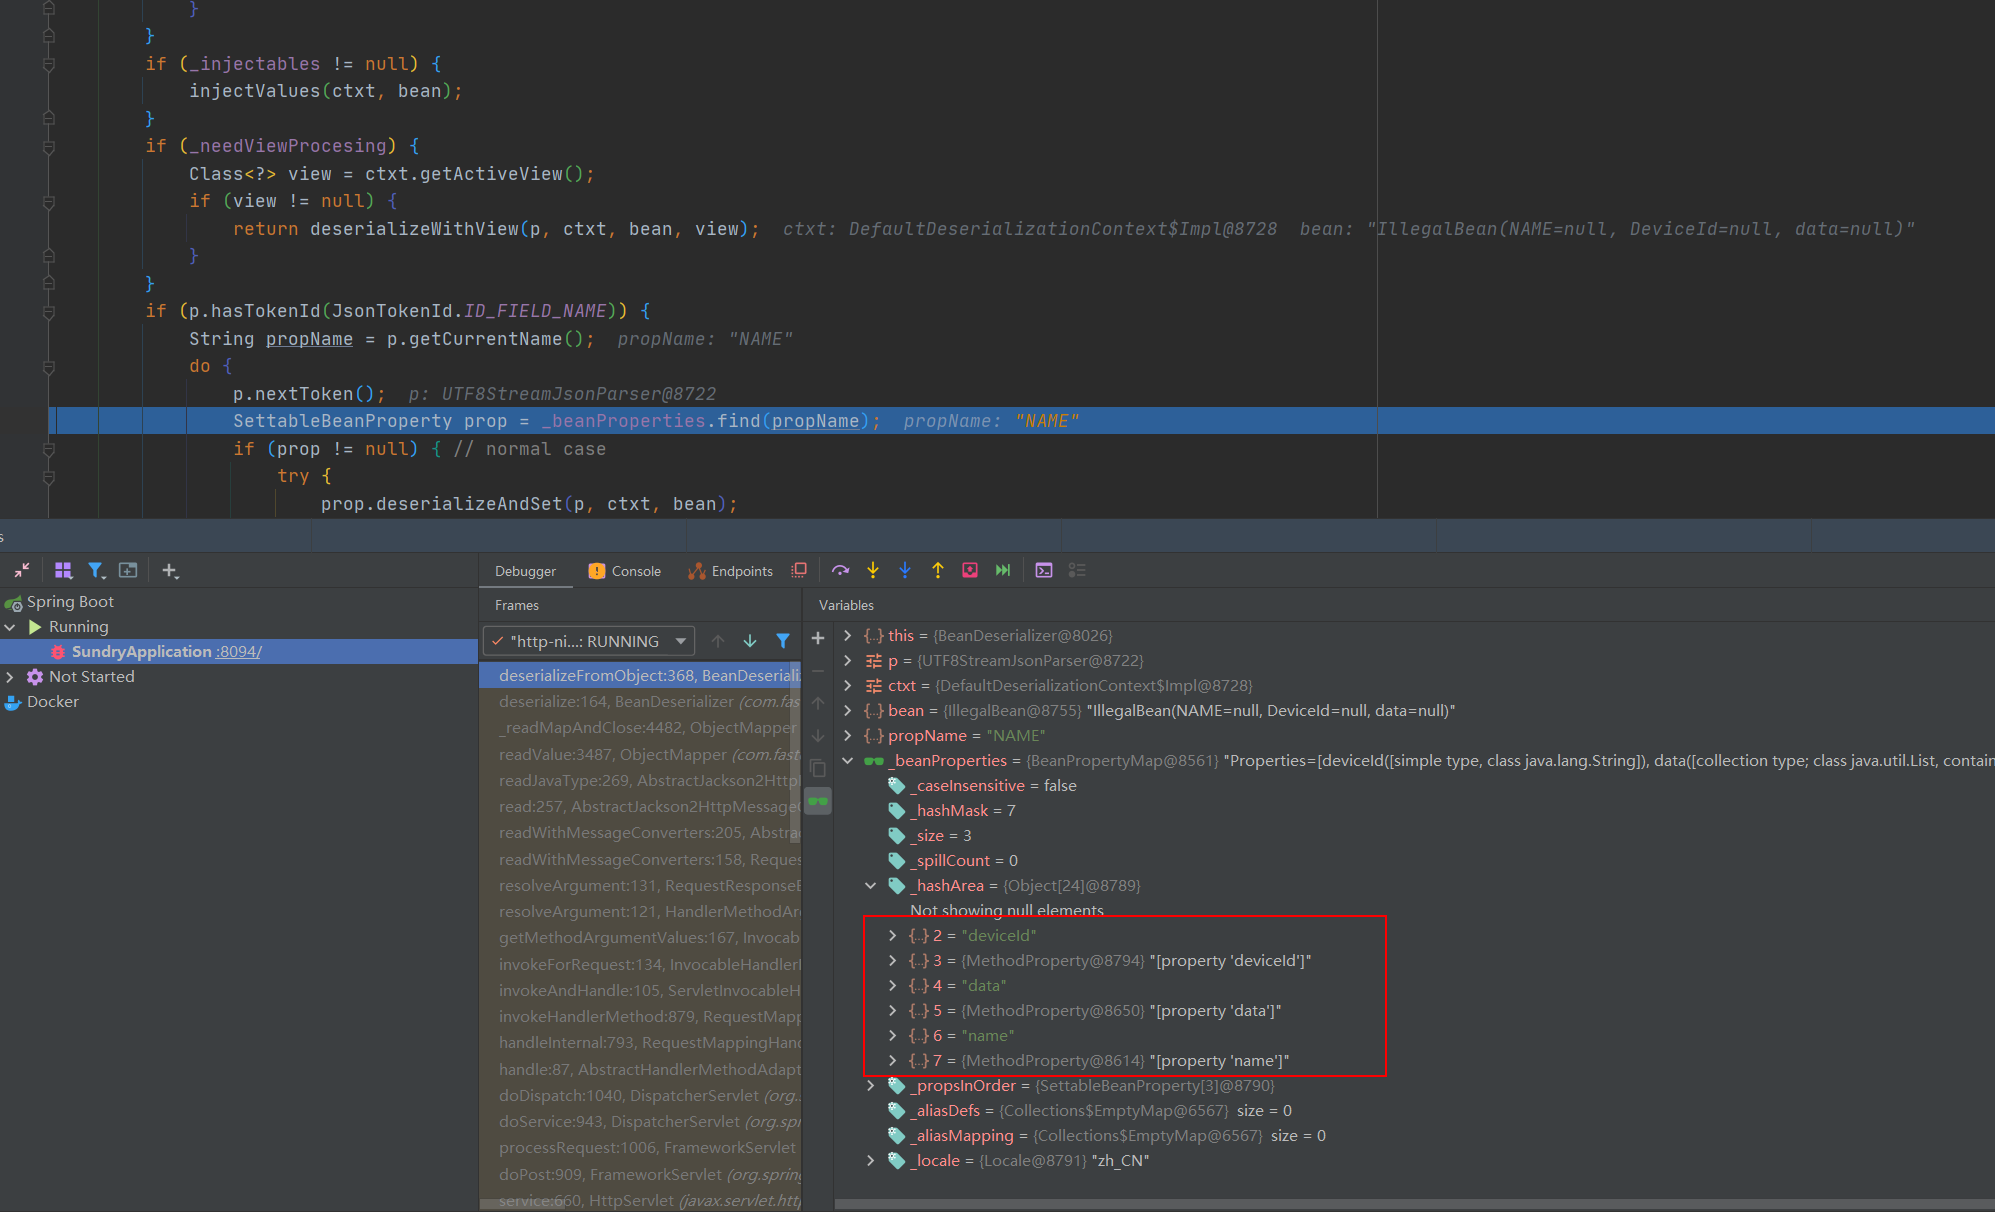 }
}
if (_injectables != null) {
injectValues(ctxt, bean);
}
if (_needViewProcesing) {
Class<?> view = ctxt.getActiveView();
if (view != null) {
return deserializeWithView(p, ctxt, bean, view);  ctxt: DefaultDeserializationContext$Impl@8728  bean: "IllegalBean(NAME=null, DeviceId=null, data=null)"
}
}
if (p.hasTokenId(JsonTokenId.ID_FIELD_NAME)) {
String propName = p.getCurrentName();  propName: "NAME"
do {
p.nextToken();  p: UTF8StreamJsonParser@8722
SettableBeanProperty prop = _beanProperties.find(propName);  propName: "NAME"
if (prop != null) { // normal case
try {
prop.deserializeAndSet(p, ctxt, bean);
s
Debugger
Console
Endpoints
Spring Boot
Running
SundryApplication :8094/
Not Started
Docker
Frames
"http-ni...: RUNNING
deserializeFromObject:368, BeanDeseriali
deserialize:164, BeanDeserializer (com.fas
_readMapAndClose:4482, ObjectMapper
readValue:3487, ObjectMapper (com.fast
readJavaType:269, AbstractJackson2HttpM
read:257, AbstractJackson2HttpMessageC
readWithMessageConverters:205, Abstra
readWithMessageConverters:158, Reques
resolveArgument:131, RequestResponseB
resolveArgument:121, HandlerMethodAr
getMethodArgumentValues:167, Invocab
invokeForRequest:134, InvocableHandlerM
invokeAndHandle:105, ServletInvocableH
invokeHandlerMethod:879, RequestMapp
handleInternal:793, RequestMappingHand
handle:87, AbstractHandlerMethodAdapt
doDispatch:1040, DispatcherServlet (org.s
doService:943, DispatcherServlet (org.spr
processRequest:1006, FrameworkServlet
doPost:909, FrameworkServlet (org.spring
service:660, HttpServlet (javax.servlet.http
Variables
this = {BeanDeserializer@8026}
p = {UTF8StreamJsonParser@8722}
ctxt = {DefaultDeserializationContext$Impl@8728}
bean = {IllegalBean@8755} "IllegalBean(NAME=null, DeviceId=null, data=null)"
propName = "NAME"
_beanProperties = {BeanPropertyMap@8561} "Properties=[deviceId([simple type, class java.lang.String]), data([collection type; class java.util.List, contain
_caseInsensitive = false
_hashMask = 7
_size = 3
_spillCount = 0
_hashArea = {Object[24]@8789}
Not showing null elements
2 = "deviceId"
3 = {MethodProperty@8794} "[property 'deviceId']"
4 = "data"
5 = {MethodProperty@8650} "[property 'data']"
6 = "name"
7 = {MethodProperty@8614} "[property 'name']"
_propsInOrder = {SettableBeanProperty[3]@8790}
_aliasDefs = {Collections$EmptyMap@6567}  size = 0
_aliasMapping = {Collections$EmptyMap@6567}  size = 0
_locale = {Locale@8791} "zh_CN"